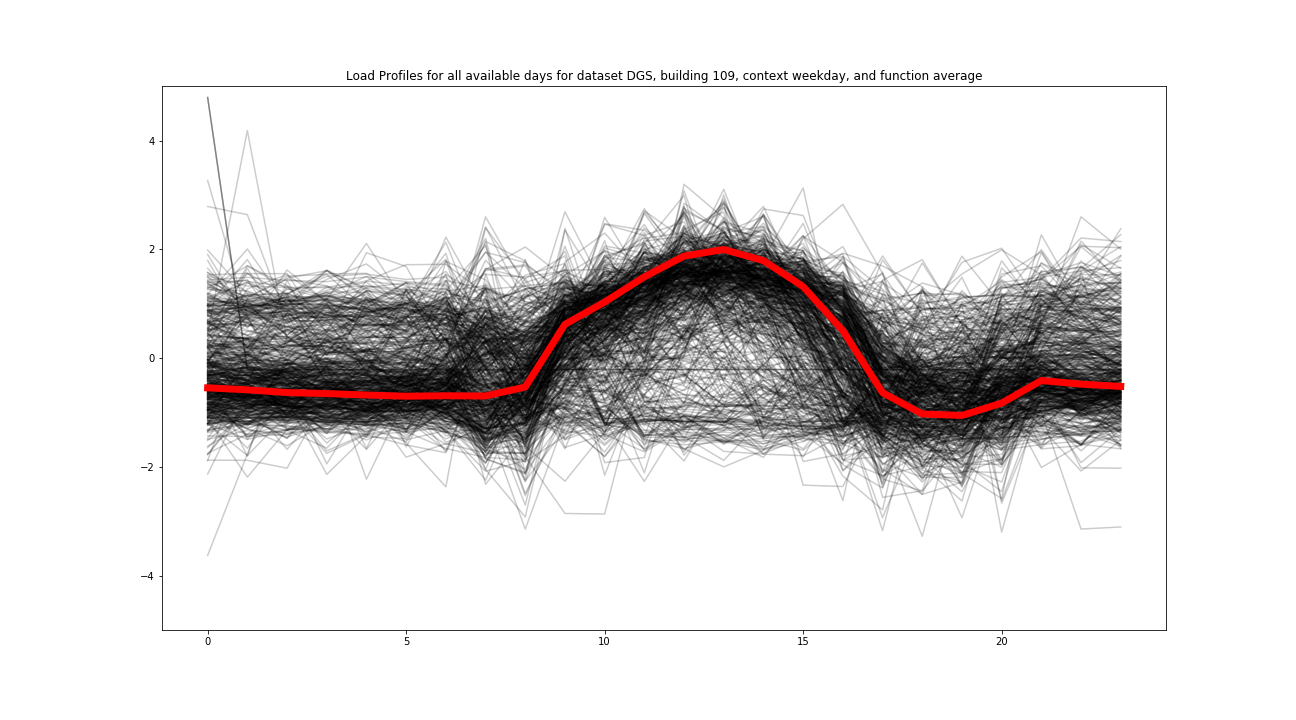 Load Profiles for all available days for dataset DGS, building 109, context weekday, and function average
4
2
0
−2
−4
0 5 10 15 20